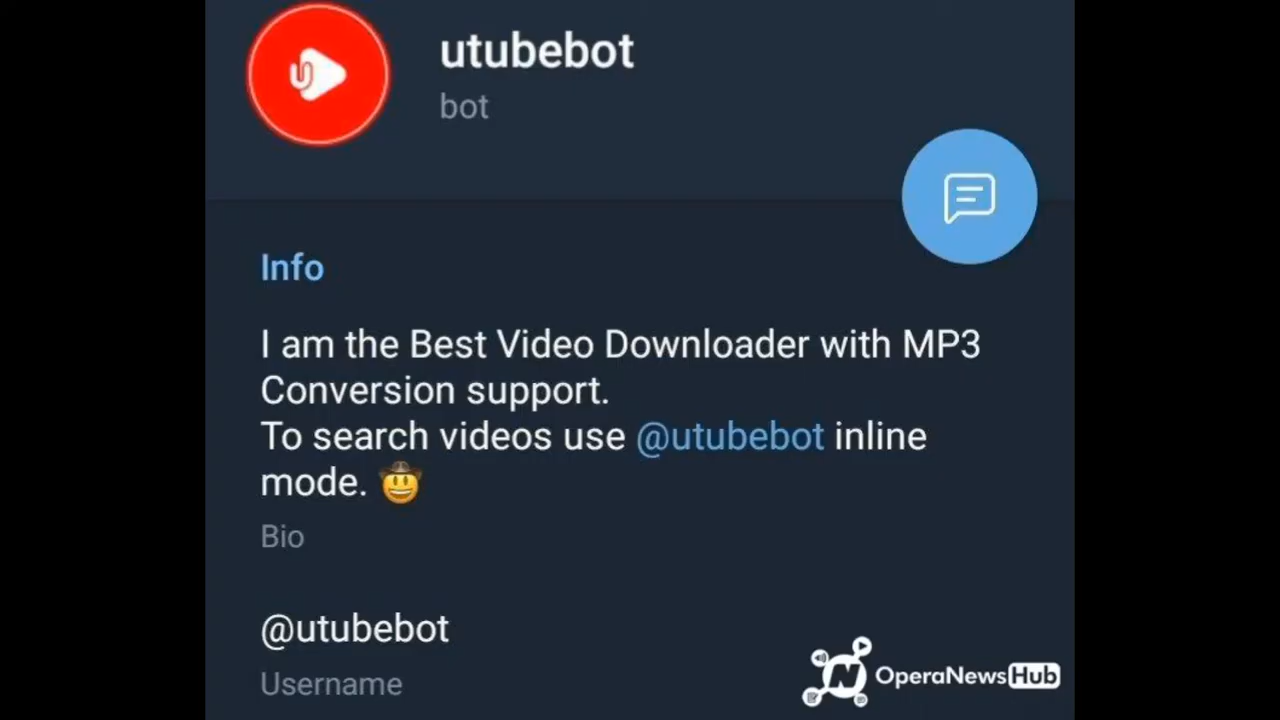 utubebot
bot
Info
I am the Best Video Downloader with MP3
Conversion support.
To search videos use @utubebot inline
mode. 🤠
Bio
@utubebot
Username
OperaNewsHub